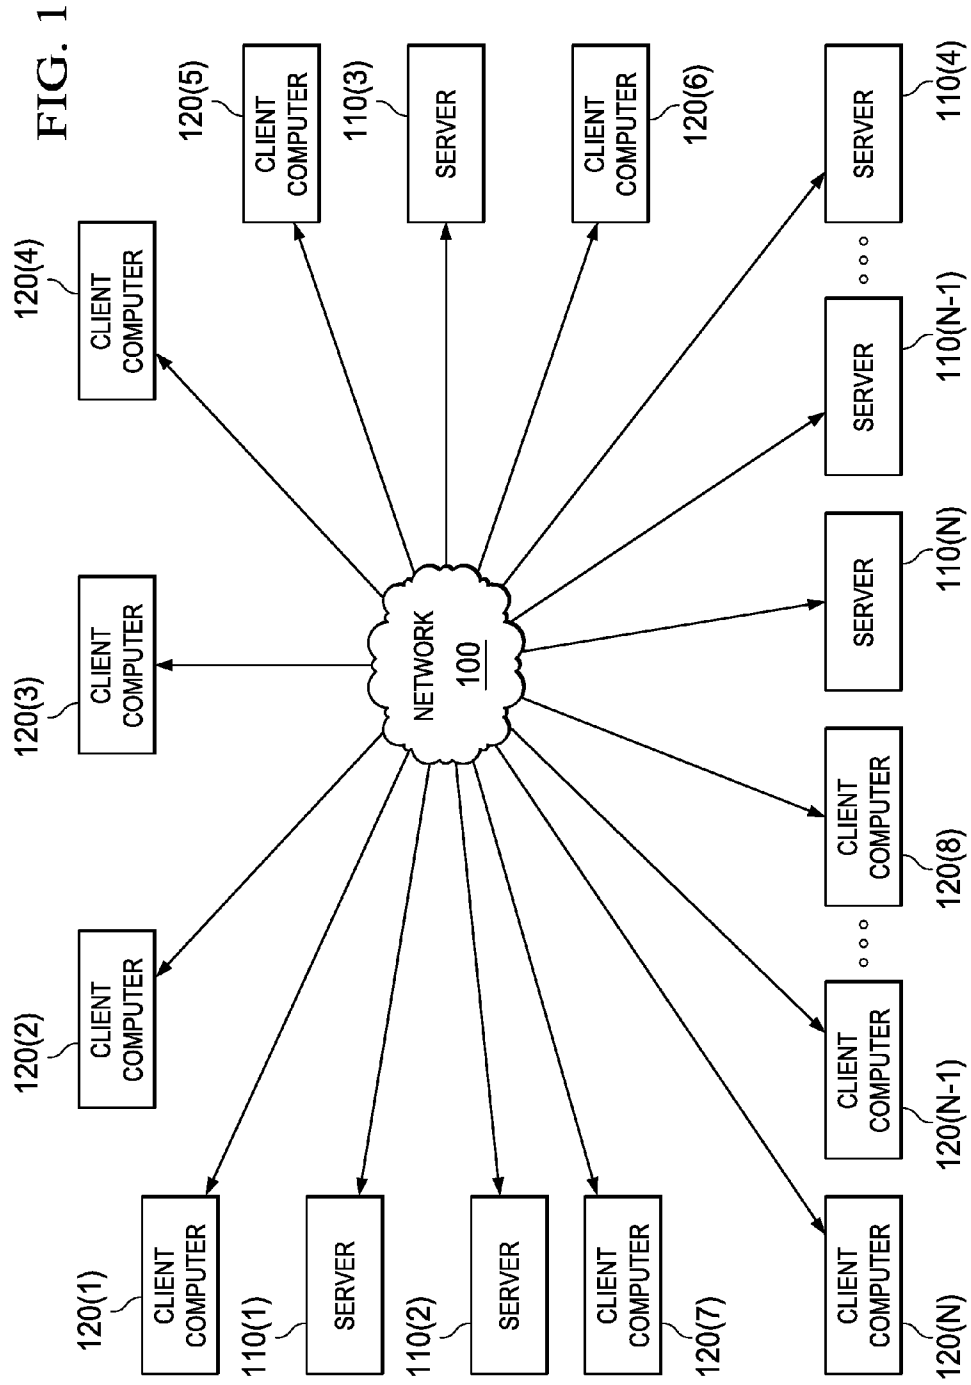 FIG. 1
120(1)
CLIENT
COMPUTER
120(2)
CLIENT
COMPUTER
120(3)
CLIENT
COMPUTER
120(4)
CLIENT
COMPUTER
120(5)
CLIENT
COMPUTER
110(1)
SERVER
110(3)
SERVER
NETWORK
100
110(2)
SERVER
CLIENT
COMPUTER
120(7)
CLIENT
COMPUTER
120(6)
CLIENT
COMPUTER
120(N)
CLIENT
COMPUTER
120(N-1)
CLIENT
COMPUTER
120(8)
SERVER
110(N)
SERVER
110(N-1)
SERVER
110(4)